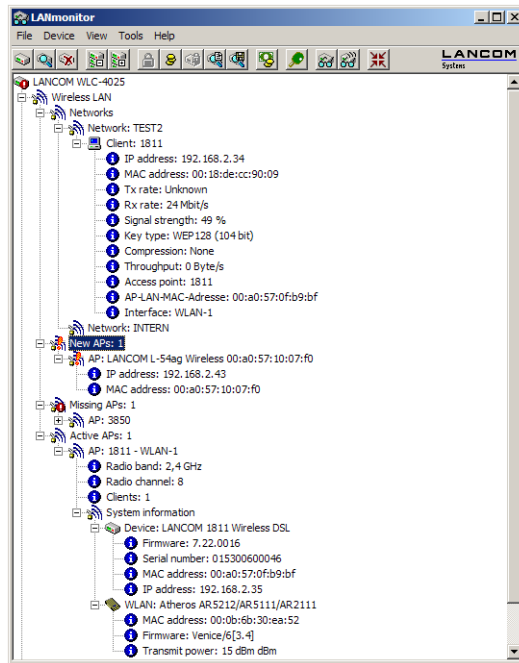 LANmonitor
File Device View Tools Help
LANCOM
Systems
LANCOM WLC-4025
Wireless LAN
Networks
Network: TEST2
Client: 1811
IP address: 192.168.2.34
MAC address: 00:18:de:cc:90:09
Tx rate: Unknown
Rx rate: 24 Mbit/s
Signal strength: 49 %
Key type: WEP128 (104 bit)
Compression: None
Throughput: 0 Byte/s
Access point: 1811
AP-LAN-MAC-Adresse: 00:a0:57:0f:b9:bf
Interface: WLAN-1
Network: INTERN
New APs: 1
AP: LANCOM L-54ag Wireless 00:a0:57:10:07:f0
IP address: 192.168.2.43
MAC address: 00:a0:57:10:07:f0
Missing APs: 1
AP: 3850
Active APs: 1
AP: 1811 - WLAN-1
Radio band: 2,4 GHz
Radio channel: 8
Clients: 1
System information
Device: LANCOM 1811 Wireless DSL
Firmware: 7.22.0016
Serial number: 015300600046
MAC address: 00:a0:57:0f:b9:bf
IP address: 192.168.2.35
WLAN: Atheros AR5212/AR5111/AR2111
MAC address: 00:0b:6b:30:ea:52
Firmware: Venice/6[3.4]
Transmit power: 15 dBm dBm